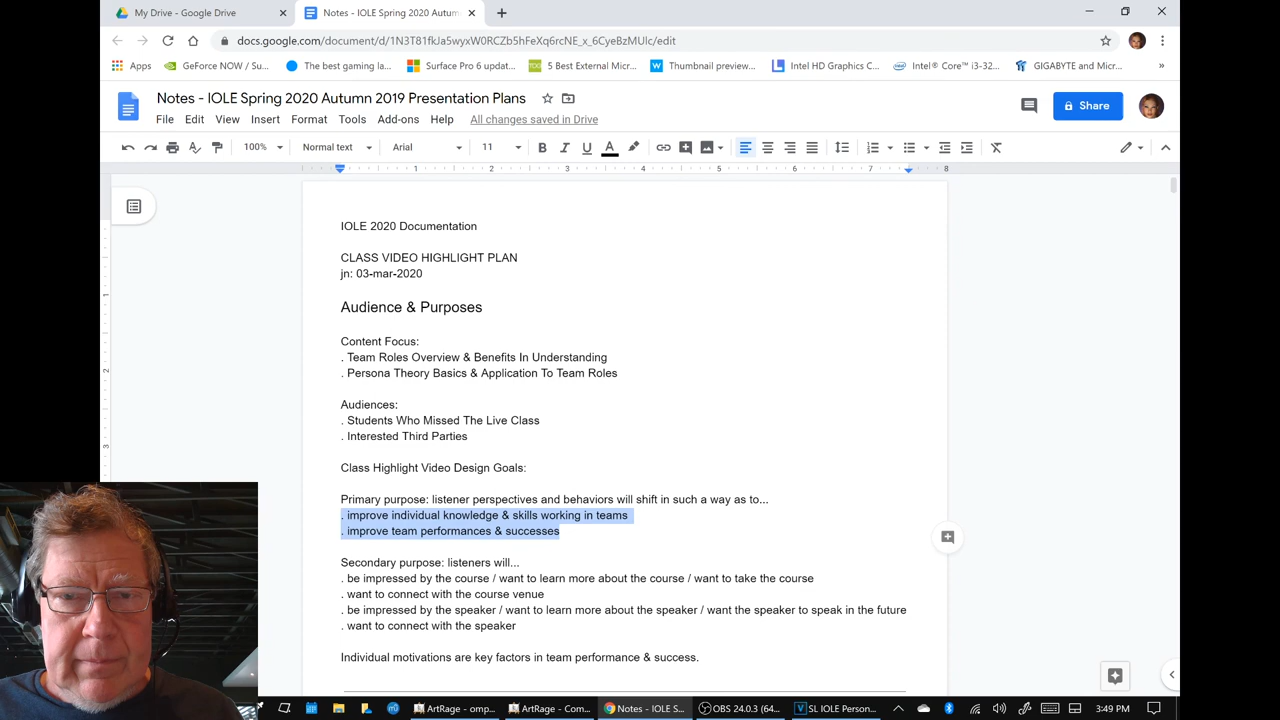 My Drive - Google Drive
Notes - IOLE Spring 2020 Autum
docs.google.com/document/d/1N3T81fkJa5wyxW0RCZb5hFeXq6rcNE_x_6CyeBzMUlc/edit
Apps
GeForce NOW / Su...
The best gaming la...
Surface Pro 6 updat...
5 Best External Micr...
Thumbnail preview...
Intel HD Graphics C...
Intel® Core™ i3-32...
GIGABYTE and Micr...
»
Notes - IOLE Spring 2020 Autumn 2019 Presentation Plans
Share
File Edit View Insert Format Tools Add-ons Help All changes saved in Drive
100% Normal text Arial 11 B I U A
1 2 3 4 5 6 7 8
IOLE 2020 Documentation
CLASS VIDEO HIGHLIGHT PLAN
jn: 03-mar-2020
Audience & Purposes
Content Focus:
. Team Roles Overview & Benefits In Understanding
. Persona Theory Basics & Application To Team Roles
Audiences:
. Students Who Missed The Live Class
. Interested Third Parties
Class Highlight Video Design Goals:
Primary purpose: listener perspectives and behaviors will shift in such a way as to...
. improve individual knowledge & skills working in teams
. improve team performances & successes
Secondary purpose: listeners will...
. be impressed by the course / want to learn more about the course / want to take the course
. want to connect with the course venue
. be impressed by the speaker / want to learn more about the speaker / want the speaker to speak in the future
. want to connect with the speaker
Individual motivations are key factors in team performance & success.
ArtRage - omp...
ArtRage - Com...
Notes - IOLE S...
OBS 24.0.3 (64...
SL IOLE Person...
3:49 PM